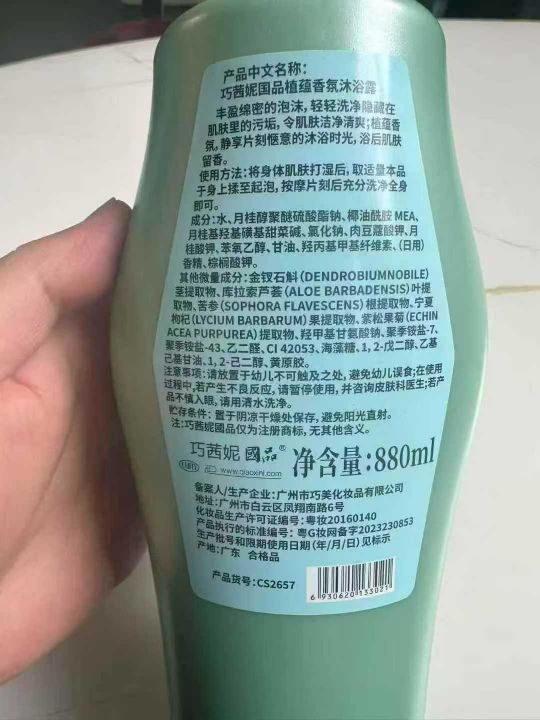 产品中文名称：
巧茜妮国品植蕴香氛沐浴露
丰盈绵密的泡沫，轻轻洗净隐藏在
肌肤里的污垢，令肌肤洁净清爽;植蕴香
氛，静享片刻惬意的沐浴时光，浴后肌肤
留香。
使用方法：将身体肌肤打湿后，取适量本品
于身上揉至起泡，按摩片刻后充分洗净全身
即可。
成分：水、月桂醇聚醚硫酸酯钠、椰油酰胺 MEA、
月桂基羟基磺基甜菜碱、氯化钠、肉豆蔻酸钾、月
桂酸钾、苯氧乙醇、甘油、羟丙基甲基纤维素、(日用)
香精、棕榈酸钾。
其他微量成分：金钗石斛（DENDROBIUMNOBILE）
茎提取物、库拉索芦荟（ALOE BARBADENSIS）叶提
取物、苦参（SOPHORA FLAVESCENS）根提取物、宁夏
枸杞（LYCIUM BARBARUM）果提取物、紫松果菊（ECHIN
ACEA PURPUREA）提取物、羟甲基甘氨酸钠、聚季铵盐-7、
聚季铵盐-43、乙二醛、CI 42053、海藻糖、1, 2-戊二醇、乙基
己基甘油、1, 2-己二醇、黄原胶。
注意事项：请放置于幼儿不可触及之处，避免幼儿误食;在使用
过程中，若产生不良反应，请暂停使用，并咨询皮肤科医生;若产
品不慎入眼，请用清水洗净。
贮存条件：置于阴凉干燥处保存，避免阳光直射。
注：巧茜妮國品仅为注册商标，无其他含义。
巧茜妮 國品® 净含量：880ml
www.qiaoxini.com
备案人/生产企业：广州市巧美化妆品有限公司
地址：广州市白云区凤翔南路6号
化妆品生产许可证编号：粤妆20160140
产品执行的标准编号：粤G妆网备字2023230853
生产批号和限期使用日期（年/月/日）见标示
产地：广东 合格品
产品货号：CS2657
6 930620 133021